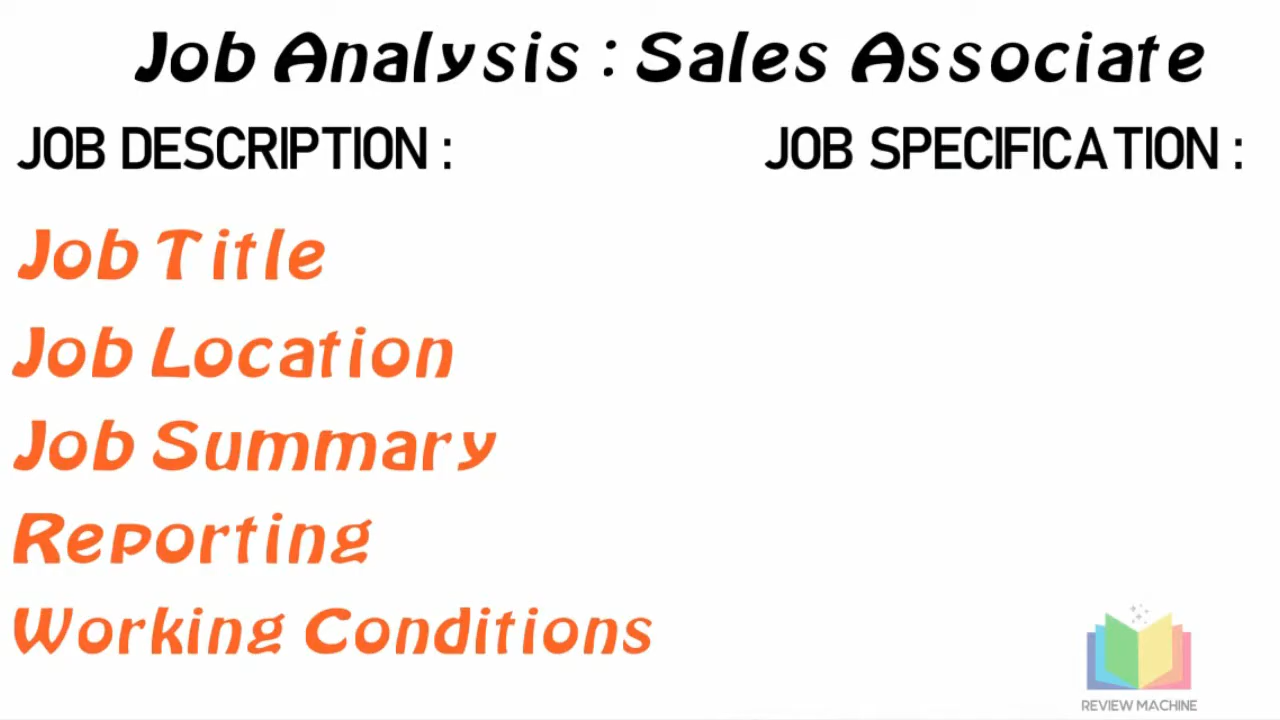 Job Analysis : Sales Associate
JOB DESCRIPTION :
JOB SPECIFICATION :
Job Title
Job Location
Job Summary
Reporting
Working Conditions
REVIEW MACHINE